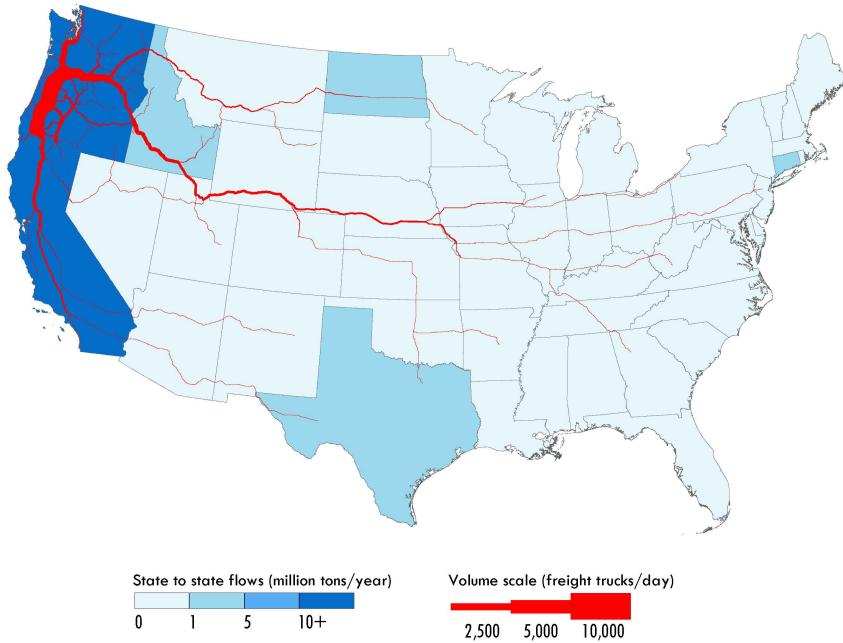 State to state flows (million tons/year)
0 1 5 10+
Volume scale (freight trucks/day)
2,500 5,000 10,000